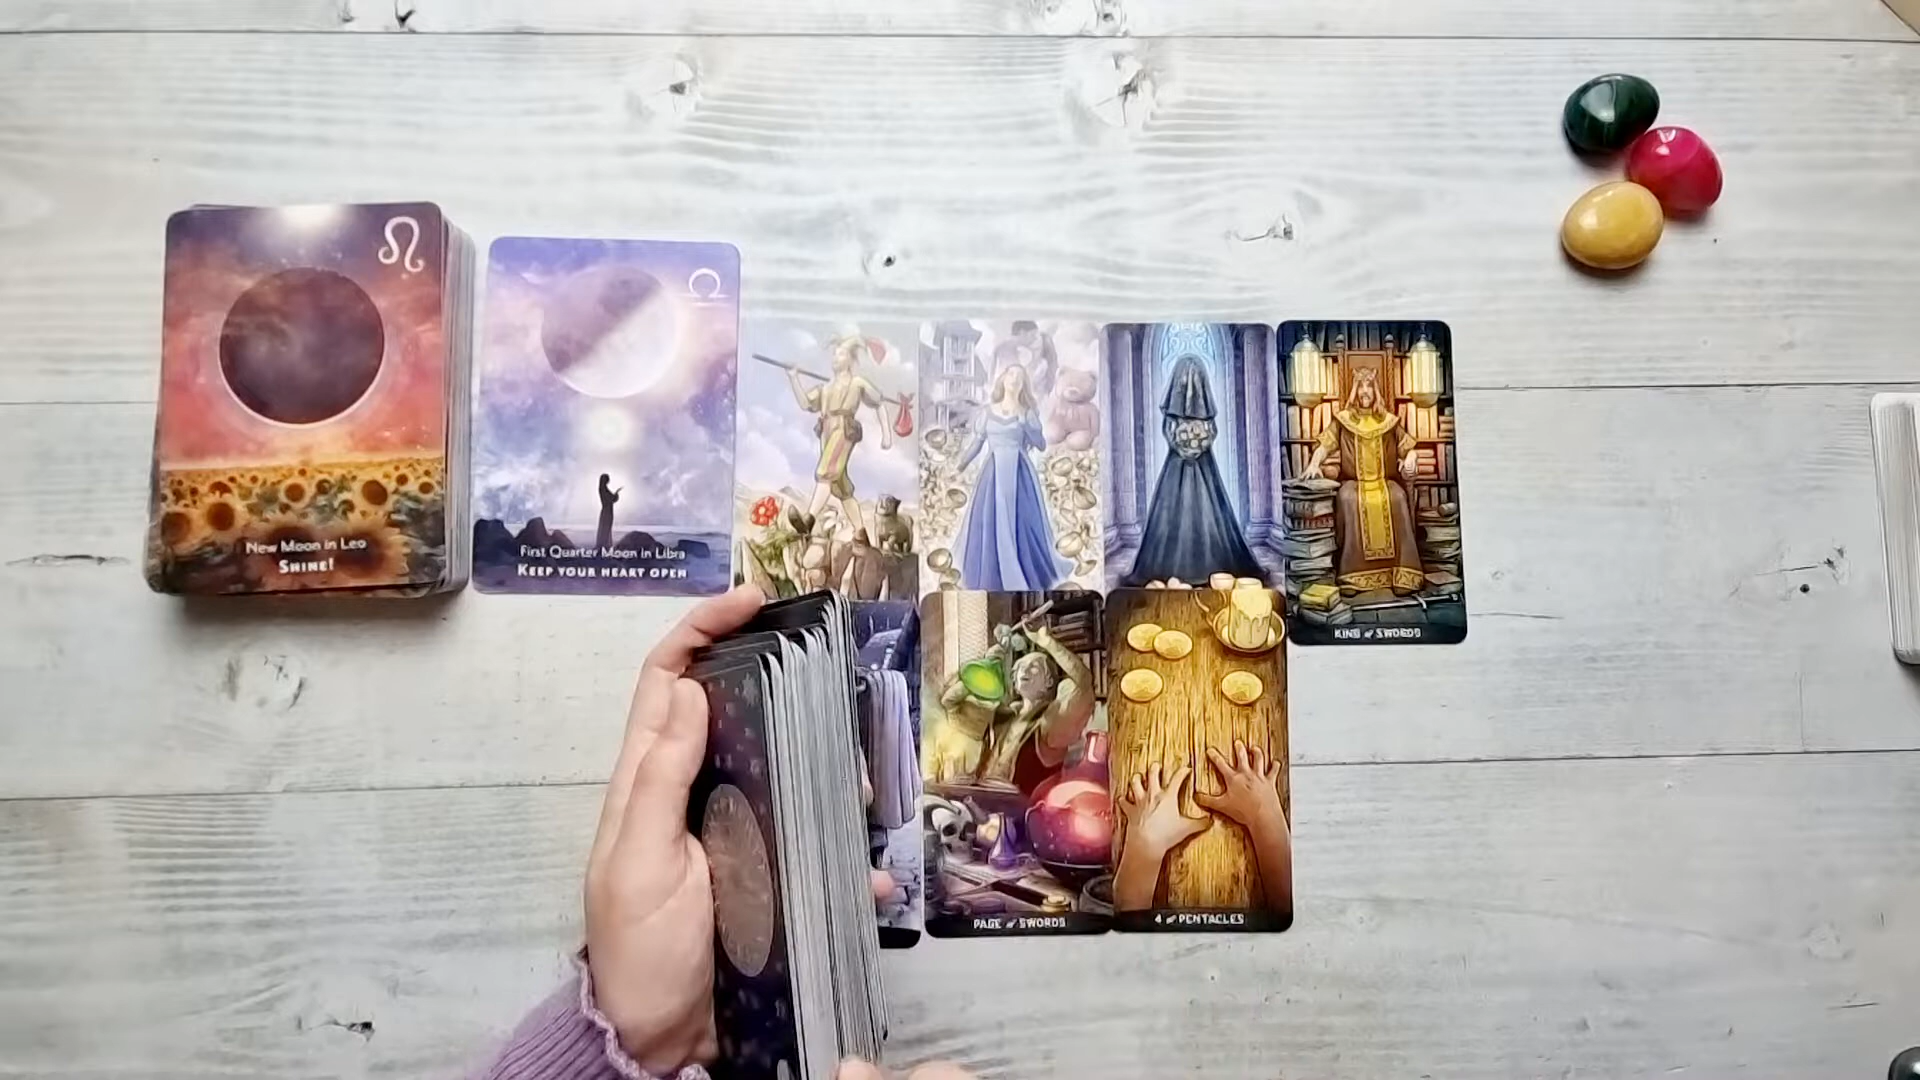 New Moon in Leo
SHINE!
First Quarter Moon in Libra
KEEP YOUR HEART OPEN
KING of SWORDS
PAGE of SWORDS
4 of PENTACLES